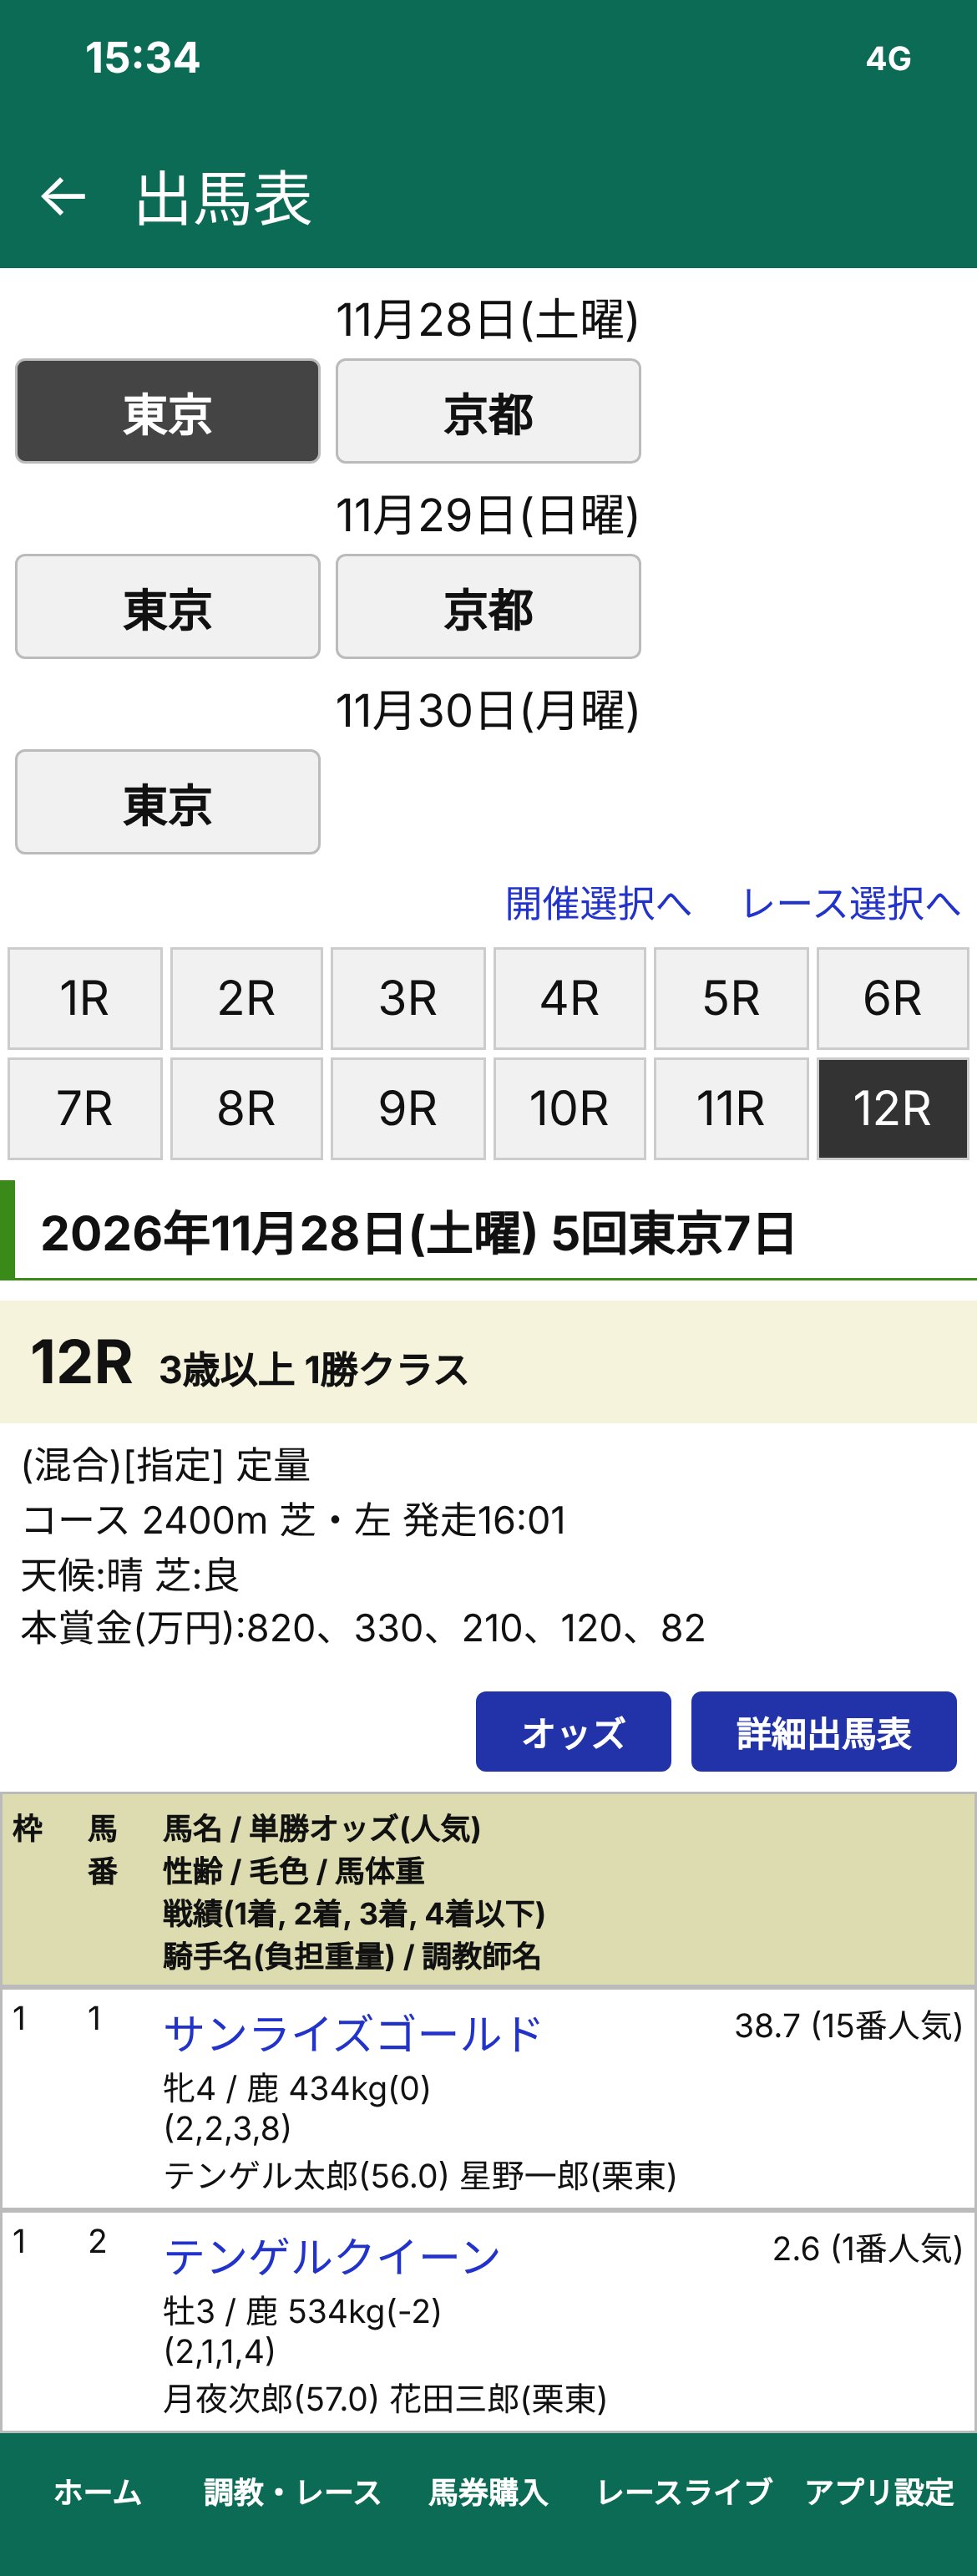 15:34 4G
← 出馬表
11月28日(土曜)
東京 京都
11月29日(日曜)
東京 京都
11月30日(月曜)
東京
開催選択へ レース選択へ
1R 2R 3R 4R 5R 6R
7R 8R 9R 10R 11R 12R
2026年11月28日(土曜) 5回東京7日
12R 3歳以上 1勝クラス
(混合)[指定] 定量
コース 2400m 芝・左 発走16:01
天候:晴 芝:良
本賞金(万円):820、330、210、120、82
オッズ 詳細出馬表
枠 馬番 馬名 / 単勝オッズ(人気)
性齢 / 毛色 / 馬体重
戦績(1着, 2着, 3着, 4着以下)
騎手名(負担重量) / 調教師名
1 1 サンライズゴールド 38.7 (15番人気)
牝4 / 鹿 434kg(0)
(2,2,3,8)
テンゲル太郎(56.0) 星野一郎(栗東)
1 2 テンゲルクイーン 2.6 (1番人気)
牡3 / 鹿 534kg(-2)
(2,1,1,4)
月夜次郎(57.0) 花田三郎(栗東)
ホーム 調教・レース 馬券購入 レースライブ アプリ設定